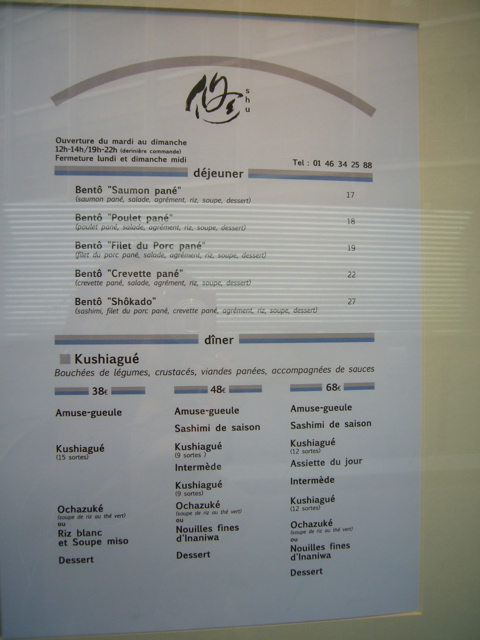 shu
Ouverture du mardi au dimanche
12h-14h/19h-22h (dernière commande)
Fermeture lundi et dimanche midi
Tel : 01 46 34 25 88
déjeuner
Bentô "Saumon pané" 17
(saumon pané, salade, agrément, riz, soupe, dessert)
Bentô "Poulet pané" 18
(poulet pané, salade, agrément, riz, soupe, dessert)
Bentô "Filet du Porc pané" 19
(filet du porc pané, salade, agrément, riz, soupe, dessert)
Bentô "Crevette pané" 22
(crevette pané, salade, agrément, riz, soupe, dessert)
Bentô "Shôkado" 27
(sashimi, filet du porc pané, crevette pané, agrément, riz, soupe, dessert)
dîner
Kushiagué
Bouchées de légumes, crustacés, viandes panées, accompagnées de sauces
38€
Amuse-gueule
Kushiagué
(15 sortes)
Ochazuké
(soupe de riz au thé vert)
ou
Riz blanc
et Soupe miso
Dessert
48€
Amuse-gueule
Sashimi de saison
Kushiagué
(9 sortes )
Intermède
Kushiagué
(9 sortes)
Ochazuké
(soupe de riz au thé vert)
ou
Nouilles fines
d'Inaniwa
Dessert
68€
Amuse-gueule
Sashimi de saison
Kushiagué
(12 sortes)
Assiette du jour
Intermède
Kushiagué
(12 sortes)
Ochazuké
(soupe de riz au thé vert)
ou
Nouilles fines
d'Inaniwa
Dessert